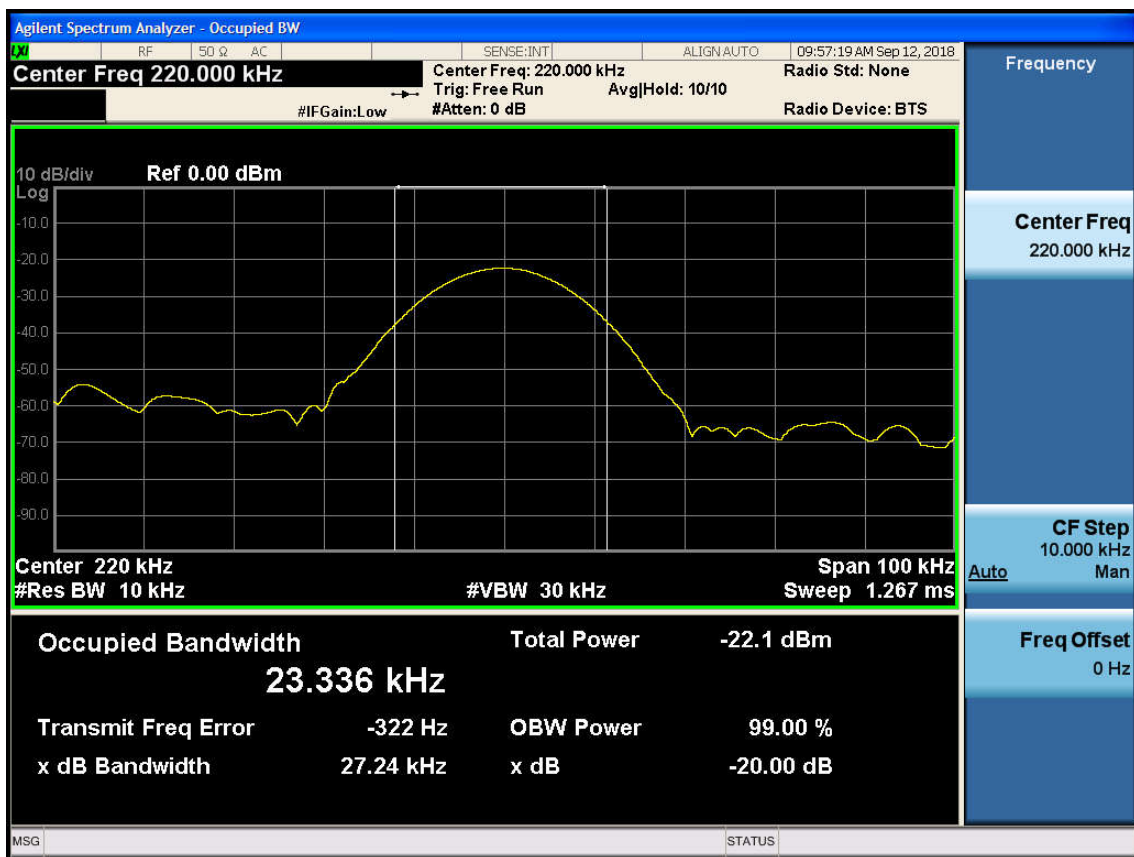 Agilent Spectrum Analyzer - Occupied BW
LXI RF 50 Ω AC SENSE:INT ALIGN AUTO 09:57:19 AM Sep 12, 2018
Center Freq 220.000 kHz
Center Freq: 220.000 kHz Radio Std: None
Trig: Free Run Avg|Hold: 10/10
#IFGain:Low #Atten: 0 dB Radio Device: BTS
10 dB/div Ref 0.00 dBm
Log
-10.0
-20.0
-30.0
-40.0
-50.0
-60.0
-70.0
-80.0
-90.0
Center 220 kHz Span 100 kHz
#Res BW 10 kHz #VBW 30 kHz Sweep 1.267 ms
Occupied Bandwidth Total Power -22.1 dBm
23.336 kHz
Transmit Freq Error -322 Hz OBW Power 99.00 %
x dB Bandwidth 27.24 kHz x dB -20.00 dB
MSG STATUS
Frequency
Center Freq
220.000 kHz
CF Step
10.000 kHz
Auto Man
Freq Offset
0 Hz